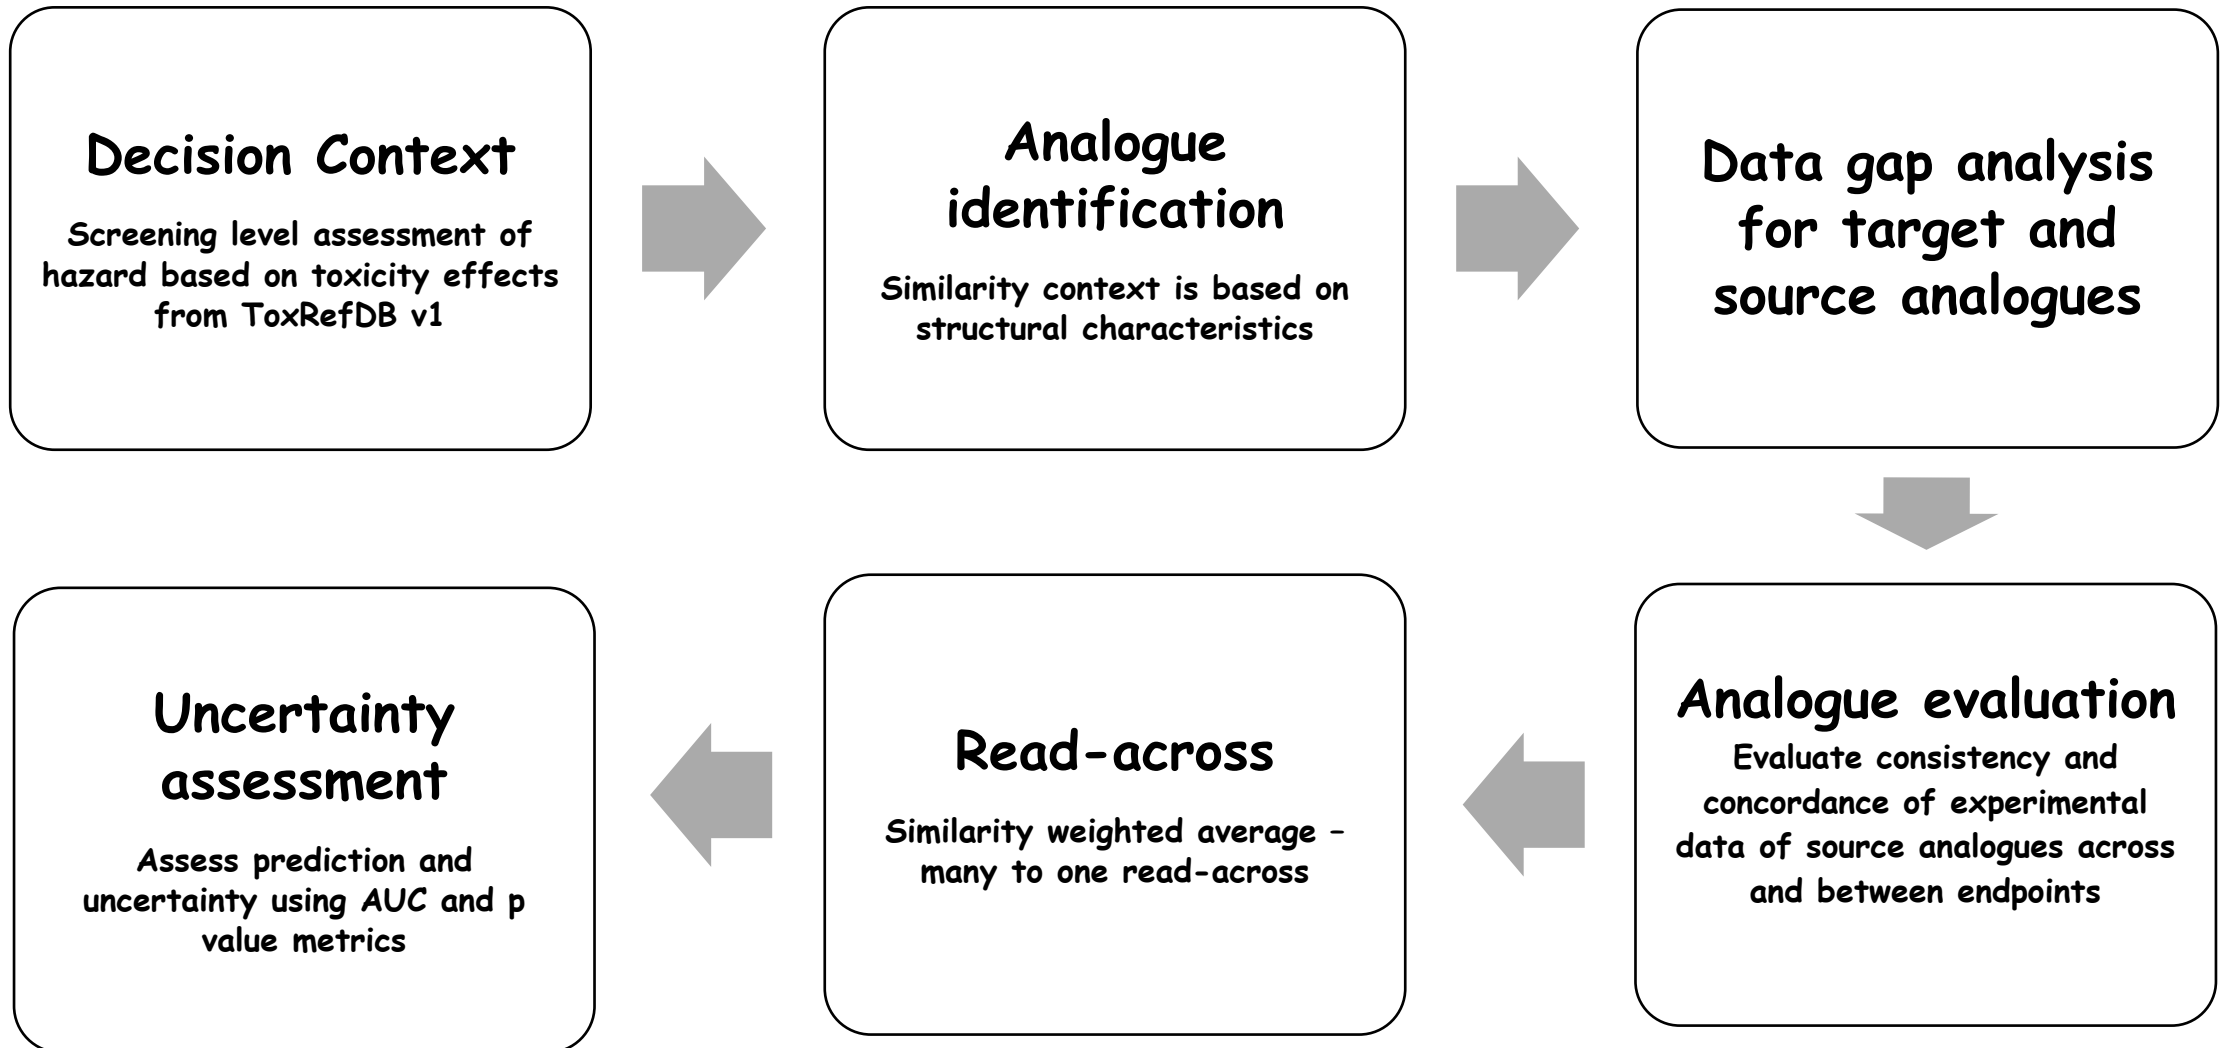 Decision Context
Screening level assessment of
hazard based on toxicity effects
from ToxRefDB v1
Analogue
identification
Similarity context is based on
structural characteristics
Data gap analysis
for target and
source analogues
Analogue evaluation
Evaluate consistency and
concordance of experimental
data of source analogues across
and between endpoints
Read-across
Similarity weighted average –
many to one read-across
Uncertainty
assessment
Assess prediction and
uncertainty using AUC and p
value metrics